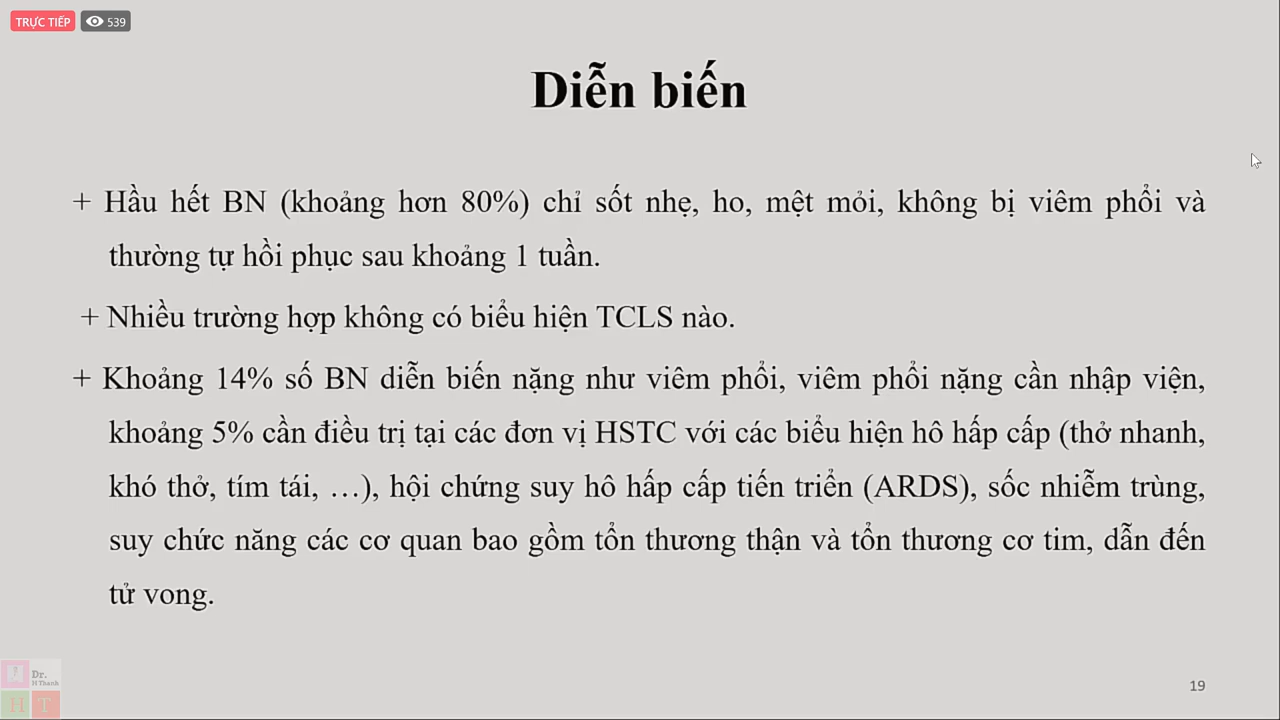 TRỰC TIẾP 539
Diễn biến
+ Hầu hết BN (khoảng hơn 80%) chỉ sốt nhẹ, ho, mệt mỏi, không bị viêm phổi và
thường tự hồi phục sau khoảng 1 tuần.
+ Nhiều trường hợp không có biểu hiện TCLS nào.
+ Khoảng 14% số BN diễn biến nặng như viêm phổi, viêm phổi nặng cần nhập viện,
khoảng 5% cần điều trị tại các đơn vị HSTC với các biểu hiện hô hấp cấp (thở nhanh,
khó thở, tím tái, …), hội chứng suy hô hấp cấp tiến triển (ARDS), sốc nhiễm trùng,
suy chức năng các cơ quan bao gồm tổn thương thận và tổn thương cơ tim, dẫn đến
tử vong.
Dr.
H Thanh
H T
19